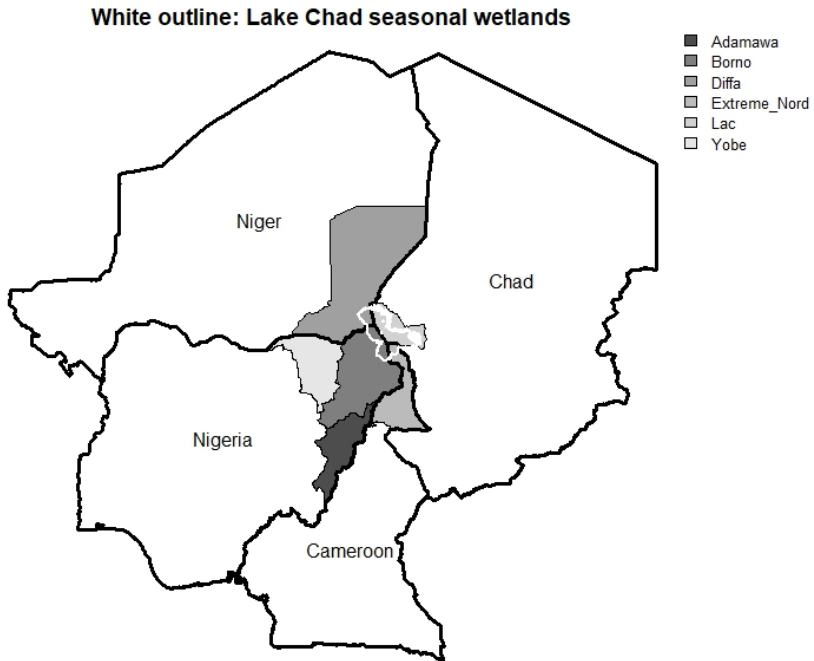 White outline: Lake Chad seasonal wetlands
Adamawa
Borno
Diffa
Extreme_Nord
Lac
Yobe
Niger
Chad
Nigeria
Cameroon